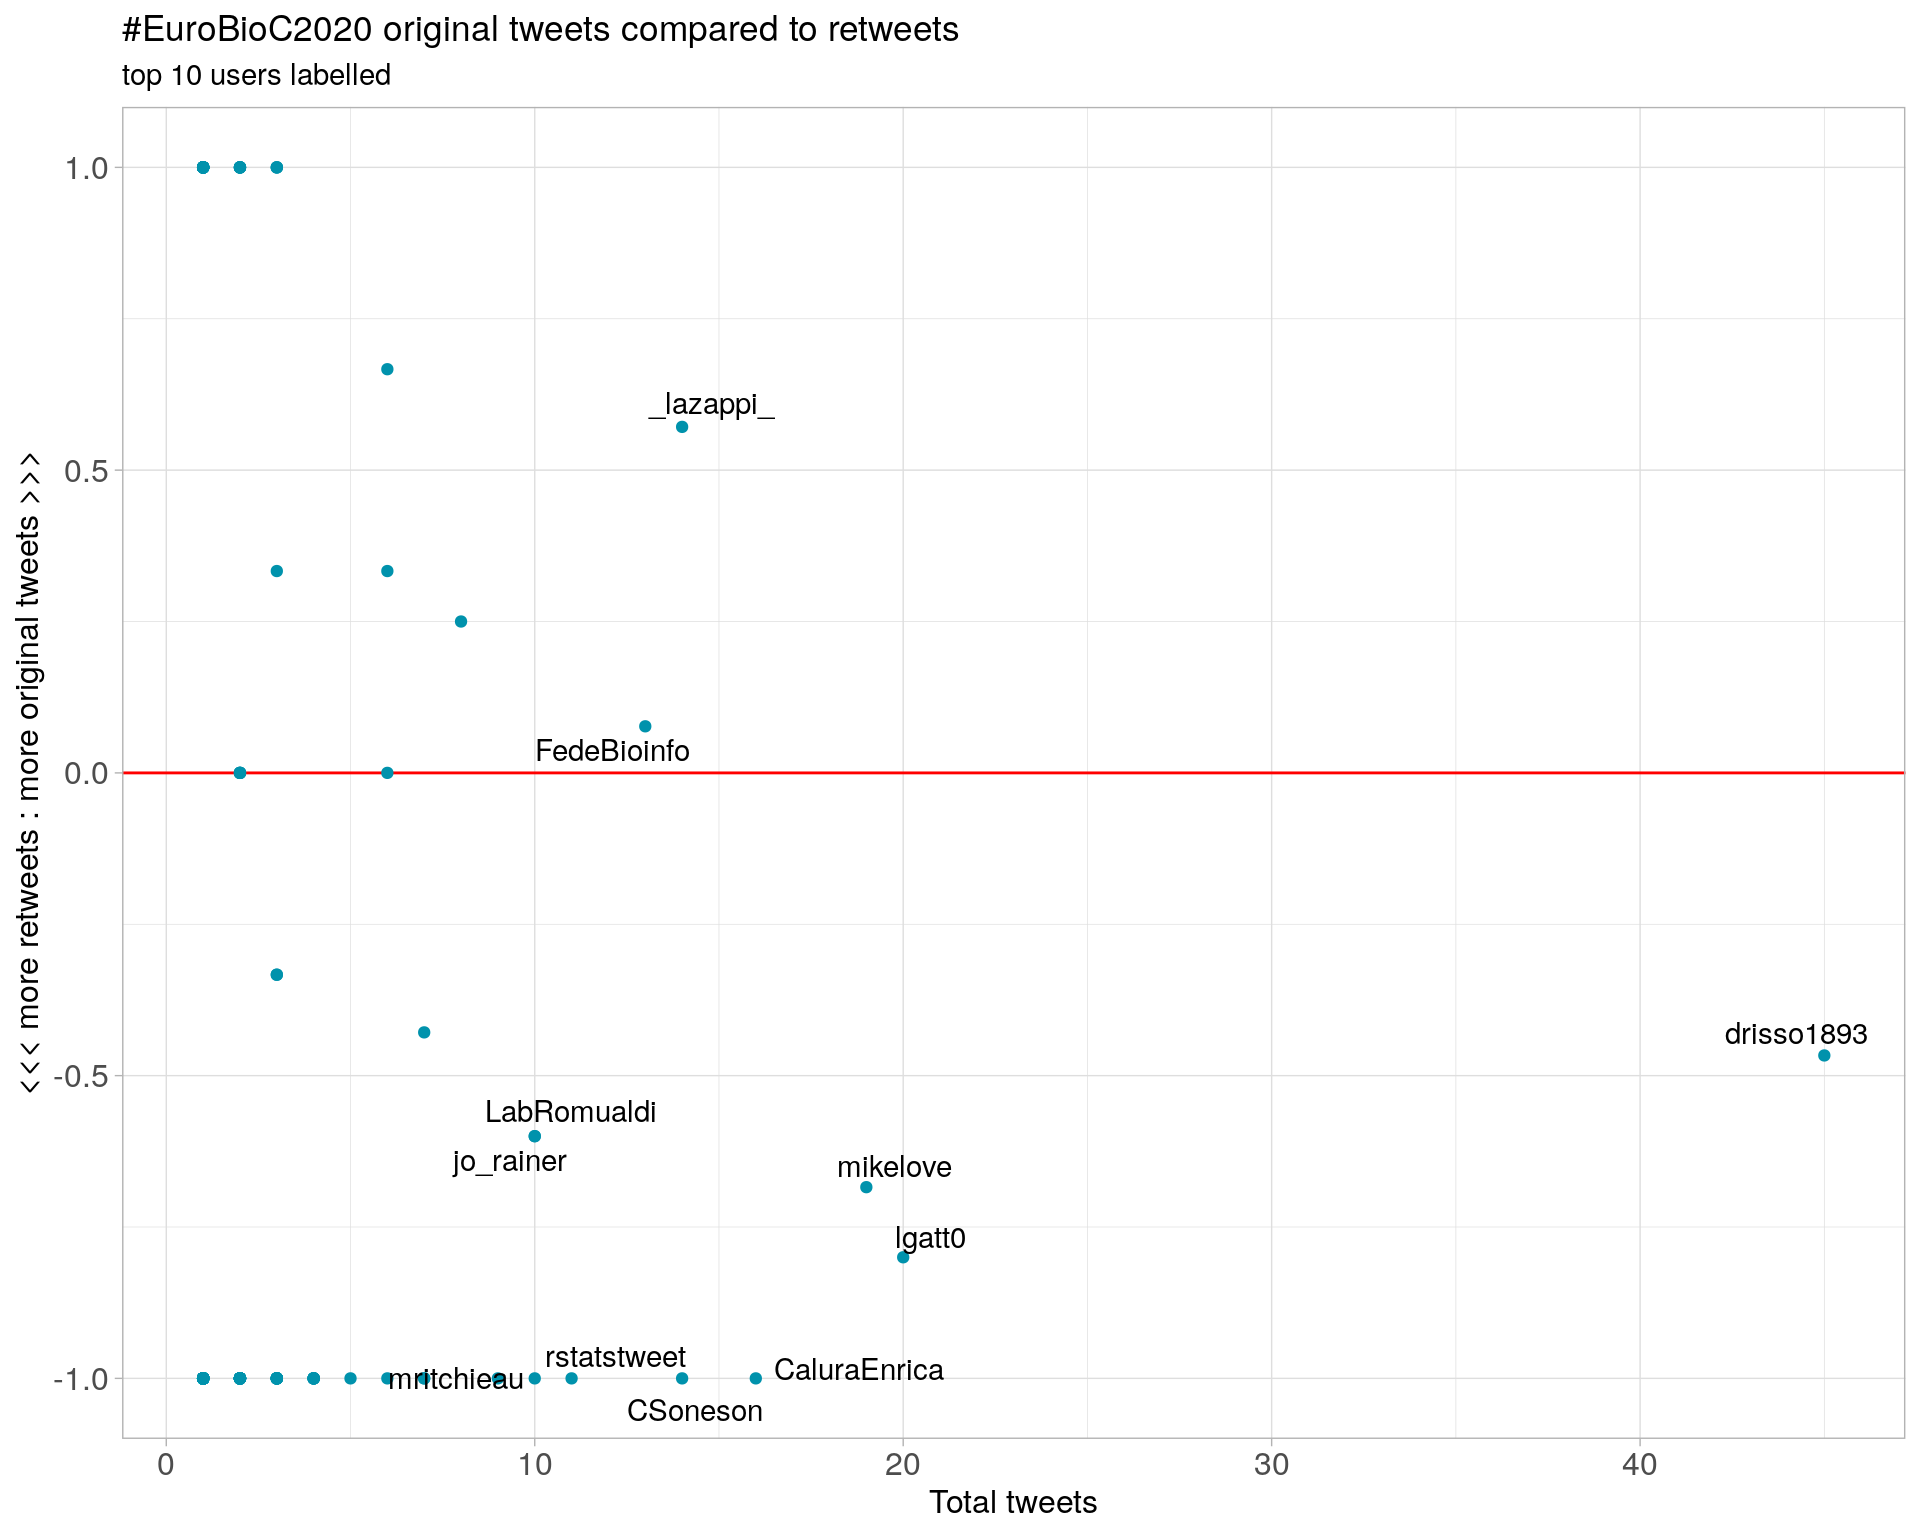 #EuroBioC2020 original tweets compared to retweets
top 10 users labelled
<<< more retweets : more original tweets >>>
1.0
0.5
0.0
-0.5
-1.0
_lazappi_
FedeBioinfo
drisso1893
LabRomualdi
jo_rainer
mikelove
lgatt0
rstatstweet
mritchieau
CaluraEnrica
CSoneson
0 10 20 30 40
Total tweets